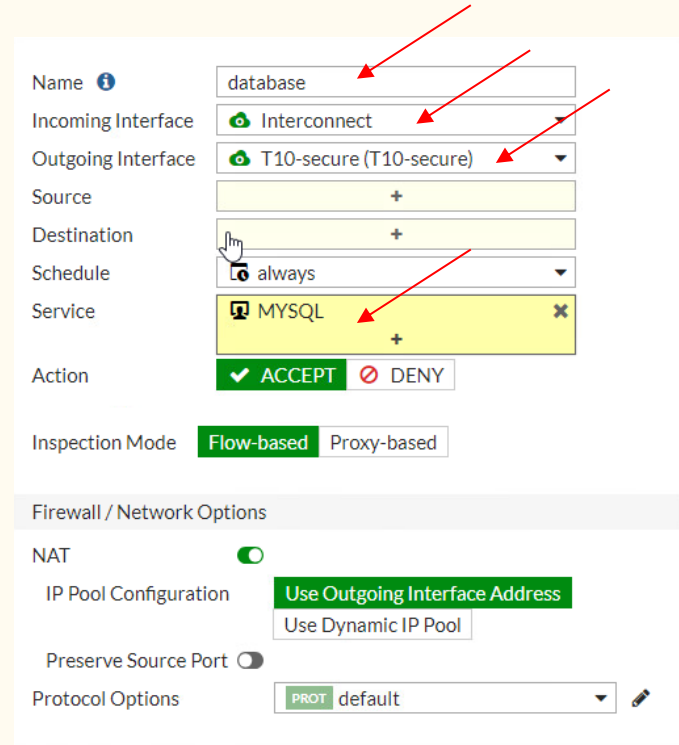 Name database
Incoming Interface Interconnect
Outgoing Interface T10-secure (T10-secure)
Source +
Destination +
Schedule always
Service MYSQL
+
Action ACCEPT DENY
Inspection Mode Flow-based Proxy-based
Firewall / Network Options
NAT
IP Pool Configuration Use Outgoing Interface Address
Use Dynamic IP Pool
Preserve Source Port
Protocol Options PROT default